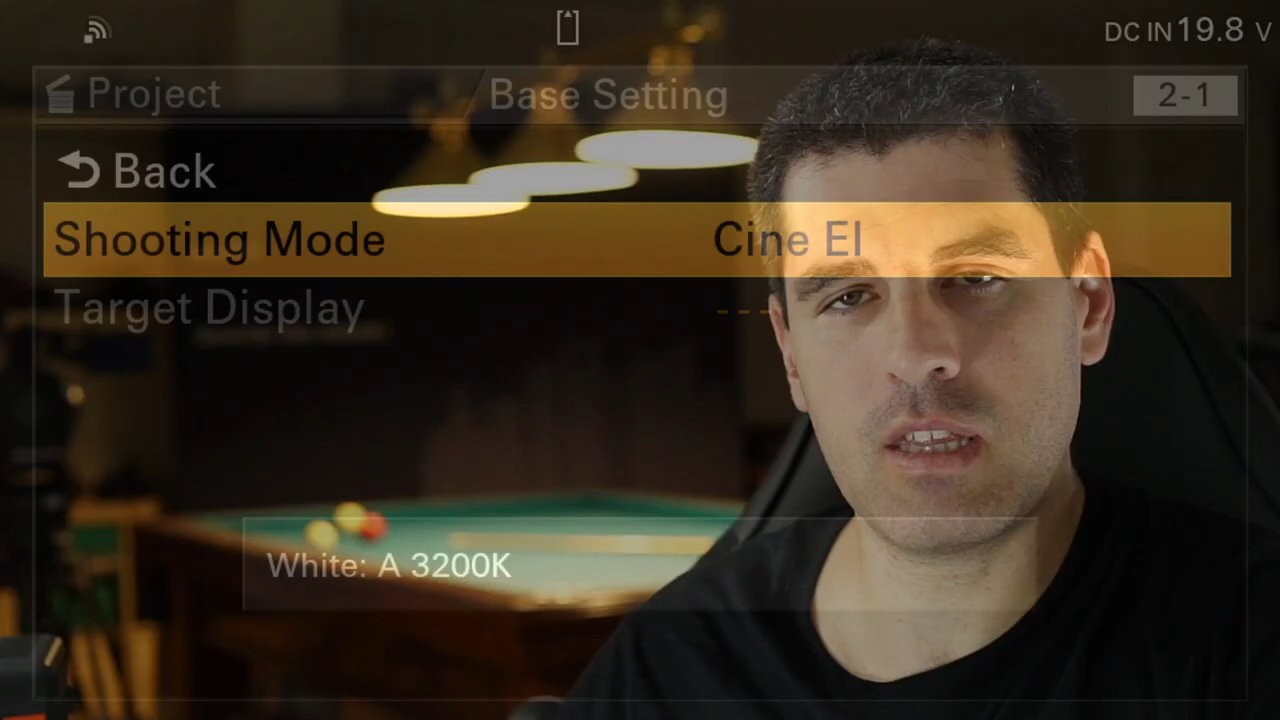 DC IN 19.8 V
Project
Base Setting
2-1
Back
Shooting Mode Cine EI
Target Display ---
White: A 3200K